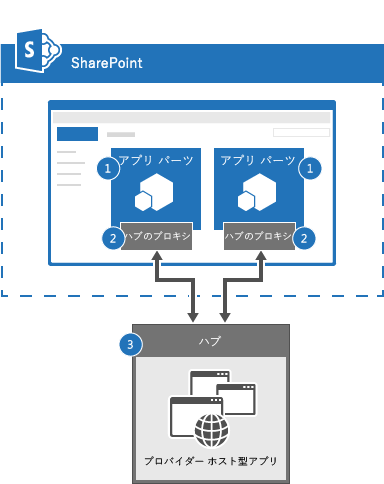 S SharePoint
アプリ パーツ アプリ パーツ
1 1
ハブのプロキシ ハブのプロキシ
2 2
3 ハブ
プロバイダー ホスト型アプリ